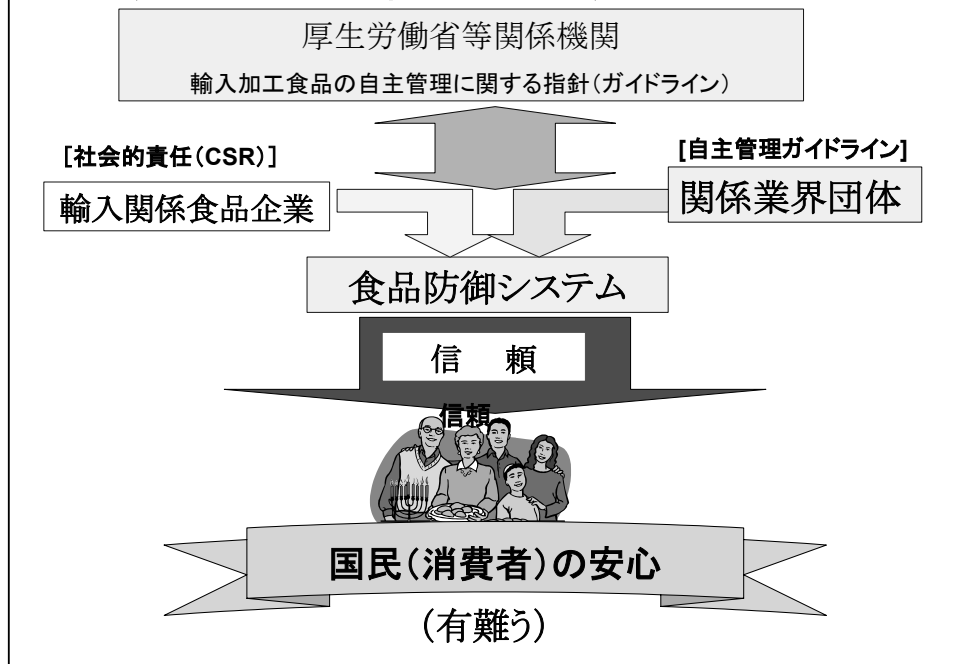 厚生労働省等関係機関
輸入加工食品の自主管理に関する指針（ガイドライン）
［社会的責任（CSR）］
輸入関係食品企業
[自主管理ガイドライン]
関係業界団体
食品防御システム
信　頼
信頼
国民（消費者）の安心
（有難う）